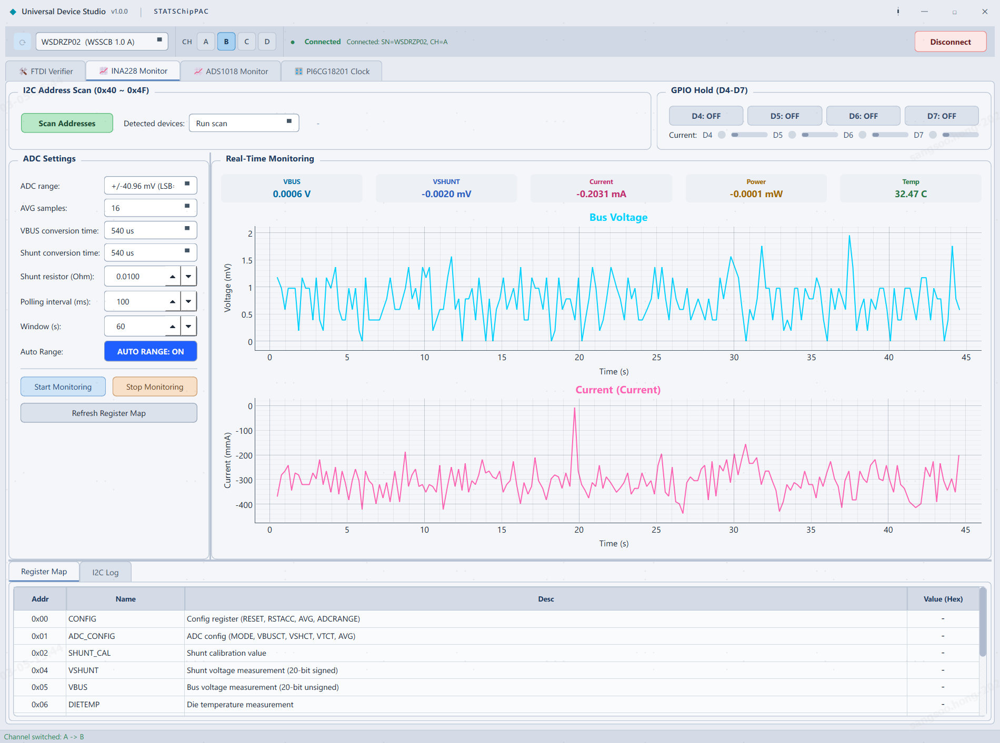 Universal Device Studio v1.0.0 | STATSChipPAC
WSDRZP02 (WSSCB 1.0 A)
CH A B C D
Connected Connected: SN=WSDRZP02, CH=A
Disconnect
FTDI Verifier
INA228 Monitor
ADS1018 Monitor
PI6CG18201 Clock
I2C Address Scan (0x40 ~ 0x4F)
Scan Addresses
Detected devices: Run scan -
GPIO Hold (D4-D7)
D4: OFF D5: OFF D6: OFF D7: OFF
Current: D4 D5 D6 D7
ADC Settings
ADC range: +/-40.96 mV (LSB:
AVG samples: 16
VBUS conversion time: 540 us
Shunt conversion time: 540 us
Shunt resistor (Ohm): 0.0100
Polling interval (ms): 100
Window (s): 60
Auto Range: AUTO RANGE: ON
Start Monitoring Stop Monitoring
Refresh Register Map
Real-Time Monitoring
VBUS VSHUNT Current Power Temp
0.0006 V -0.0020 mV -0.2031 mA -0.0001 mW 32.47 C
Bus Voltage
Voltage (mV)
2
1.5
1
0.5
0
0 5 10 15 20 25 30 35 40 45
Time (s)
Current (Current)
Current (mmA)
0
-100
-200
-300
-400
0 5 10 15 20 25 30 35 40 45
Time (s)
Register Map I2C Log
Addr Name Desc Value (Hex)
0x00 CONFIG Config register (RESET, RSTACC, AVG, ADCRANGE) -
0x01 ADC_CONFIG ADC config (MODE, VBUSCT, VSHCT, VTCT, AVG) -
0x02 SHUNT_CAL Shunt calibration value -
0x04 VSHUNT Shunt voltage measurement (20-bit signed) -
0x05 VBUS Bus voltage measurement (20-bit unsigned) -
0x06 DIETEMP Die temperature measurement -
Channel switched: A -> B